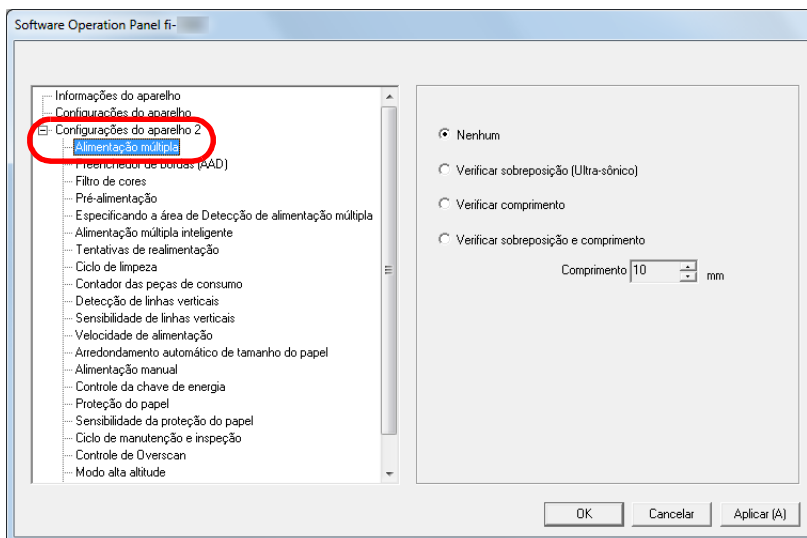 Software Operation Panel fi-
Informações do aparelho
Configurações do aparelho
Configurações do aparelho 2
Alimentação múltipla
Preenchedor de bordas (AAD)
Filtro de cores
Pré-alimentação
Especificando a área de Detecção de alimentação múltipla
Alimentação múltipla inteligente
Tentativas de realimentação
Ciclo de limpeza
Contador das peças de consumo
Detecção de linhas verticais
Sensibilidade de linhas verticais
Velocidade de alimentação
Arredondamento automático de tamanho do papel
Alimentação manual
Controle da chave de energia
Proteção do papel
Sensibilidade da proteção do papel
Ciclo de manutenção e inspeção
Controle de Overscan
Modo alta altitude
Nenhum
Verificar sobreposição (Ultra-sônico)
Verificar comprimento
Verificar sobreposição e comprimento
Comprimento 10 mm
OK Cancelar Aplicar (A)